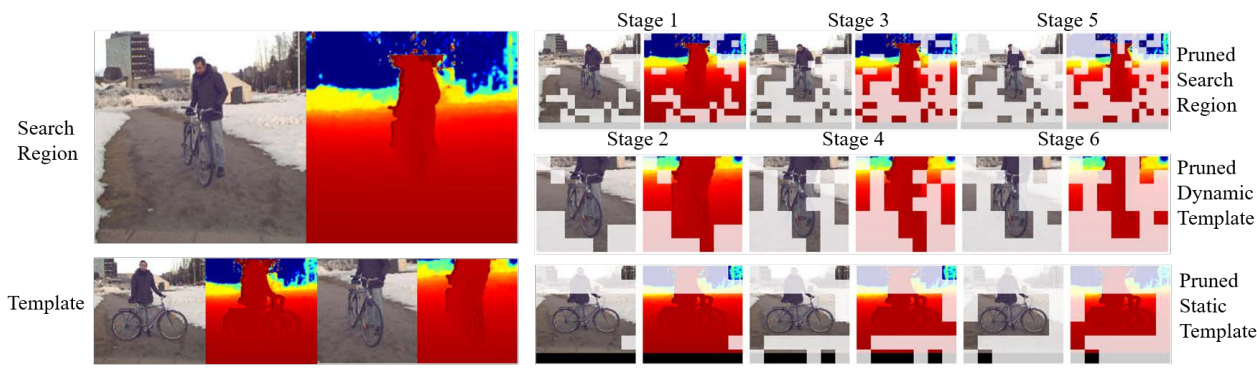 Stage 1
Stage 3
Stage 5
Search
Region
Pruned
Search
Region
Stage 2
Stage 4
Stage 6
Pruned
Dynamic
Template
Template
Pruned
Static
Template